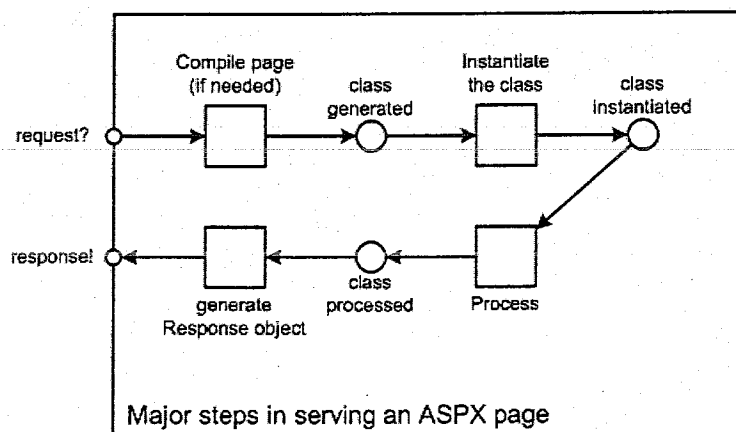 Compile page
(if needed)
class
generated
Instantiate
the class
class
instantiated
request?
response!
generate
Response object
class
processed
Process
Major steps in serving an ASPX page